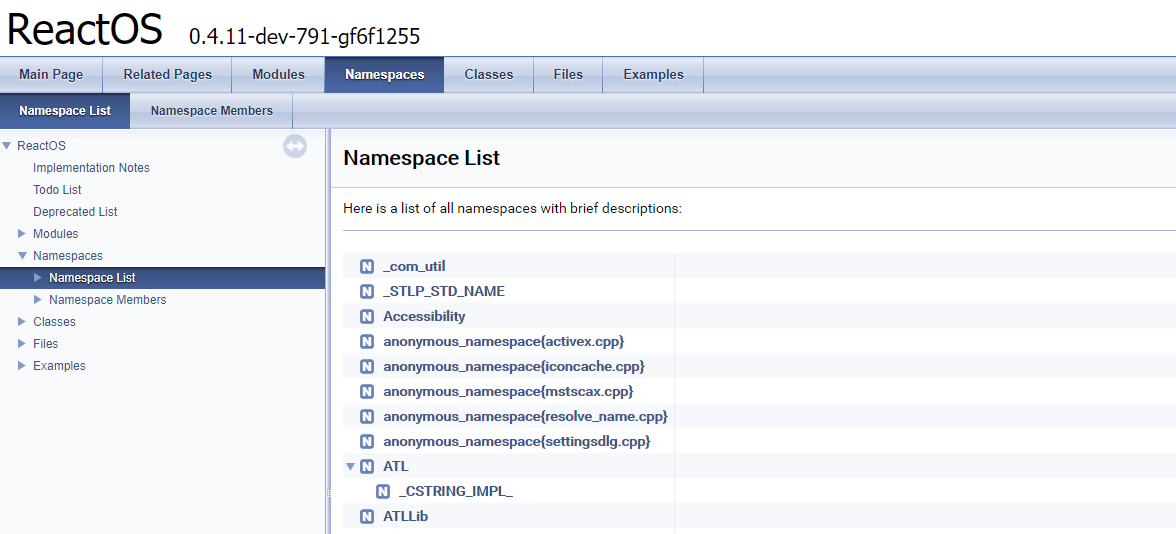 ReactOS 0.4.11-dev-791-gf6f1255
Main Page Related Pages Modules Namespaces Classes Files Examples
Namespace List Namespace Members
ReactOS
Implementation Notes
Todo List
Deprecated List
Modules
Namespaces
Namespace List
Namespace Members
Classes
Files
Examples
Namespace List
Here is a list of all namespaces with brief descriptions:
N _com_util
N _STLP_STD_NAME
N Accessibility
N anonymous_namespace{activex.cpp}
N anonymous_namespace{iconcache.cpp}
N anonymous_namespace{mstscax.cpp}
N anonymous_namespace{resolve_name.cpp}
N anonymous_namespace{settingsdlg.cpp}
N ATL
N _CSTRING_IMPL_
N ATLLib